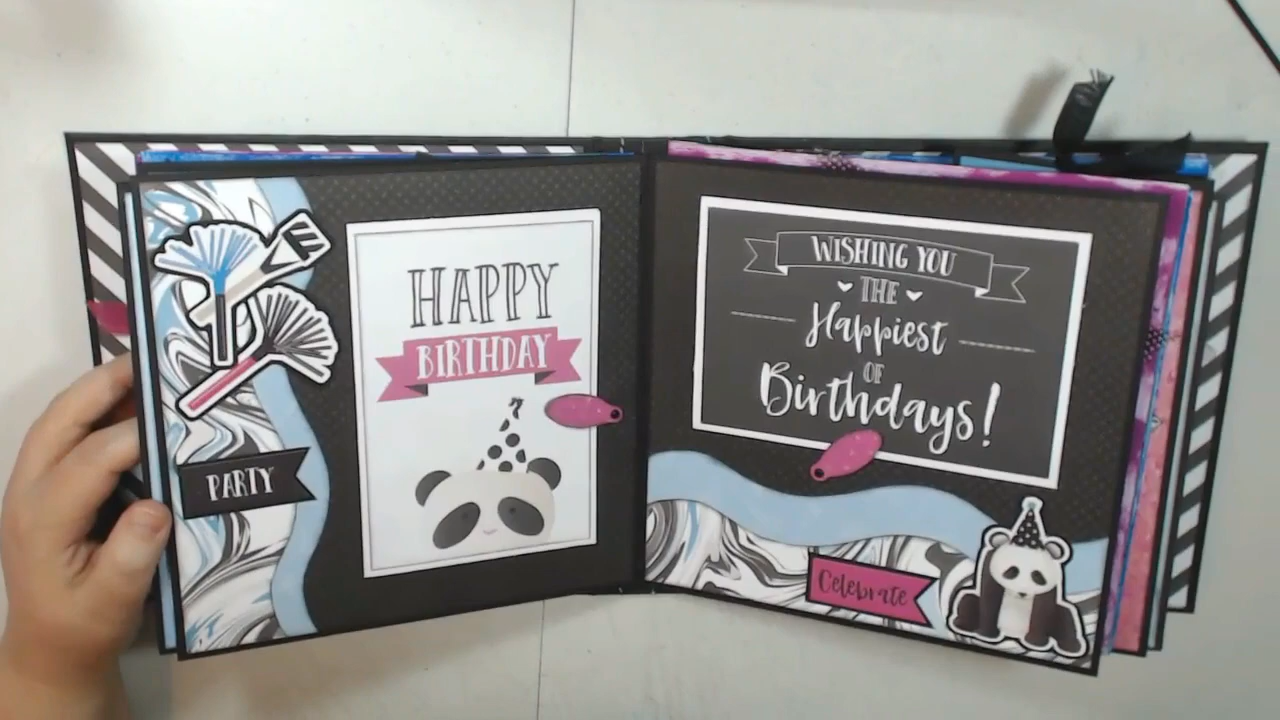 HAPPY
BIRTHDAY
PARTY
WISHING YOU
THE
Happiest
OF
Birthdays!
Celebrate